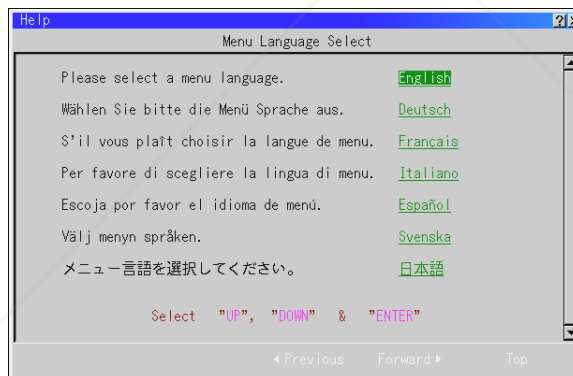 Help
Menu Language Select
Please select a menu language. English
Wählen Sie bitte die Menü Sprache aus. Deutsch
S'il vous plaît choisir la langue de menu. Français
Per favore di scegliere la lingua di menu. Italiano
Escoja por favor el idioma de menú. Español
Välj menyn språken. Svenska
メニュー言語を選択してください。 日本語
Select "UP", "DOWN" & "ENTER"
Previous Forward Top